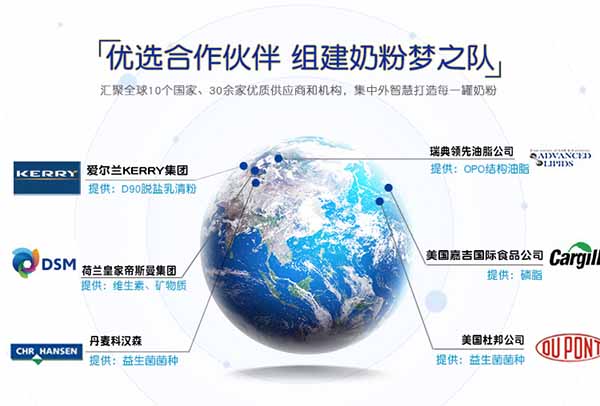 「优选合作伙伴 组建奶粉梦之队」
汇聚全球10个国家、30余家优质供应商和机构,集中外智慧打造每一罐奶粉
KERRY
爱尔兰KERRY集团
提供:D90脱盐乳清粉
瑞典领先油脂公司
提供:OPO结构油脂
ADVANCED
LIPIDS
DSM
荷兰皇家帝斯曼集团
提供:维生素、矿物质
美国嘉吉国际食品公司
提供:磷脂
Cargill
CHR HANSEN
丹麦科汉森
提供:益生菌菌种
美国杜邦公司
提供:益生菌菌种
DUPONT